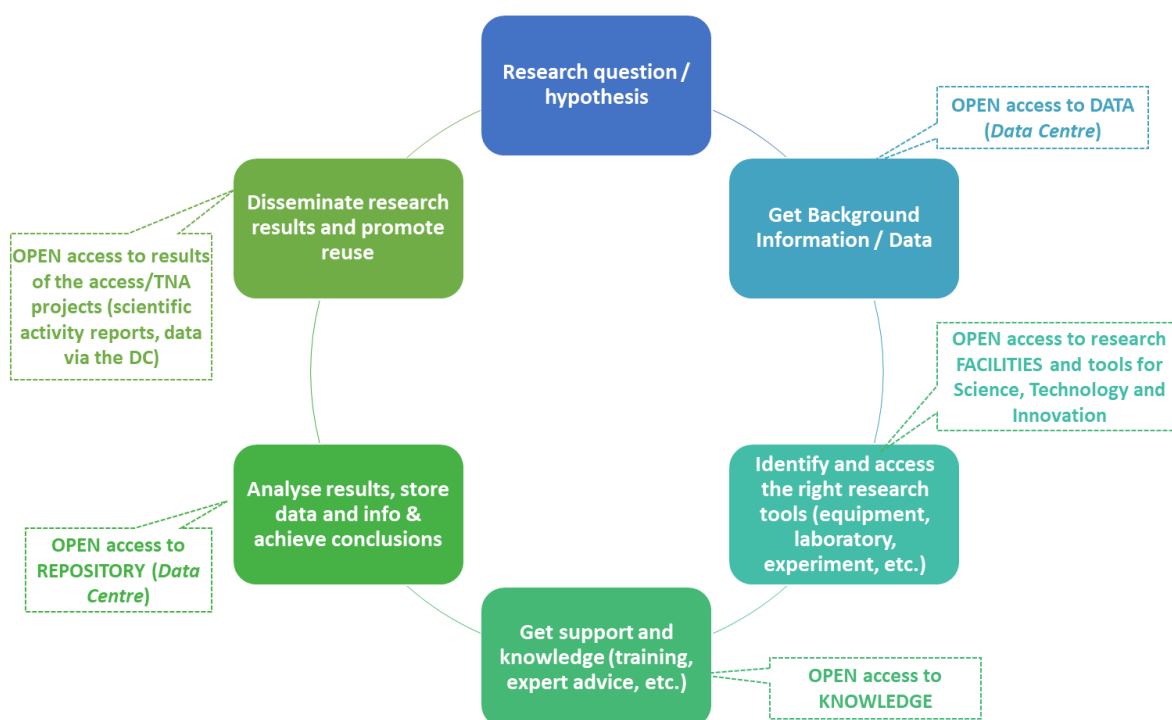 Research question /
hypothesis
OPEN access to DATA
(Data Centre)
Get Background
Information / Data
OPEN access to research
FACILITIES and tools for
Science, Technology and
Innovation
Identify and access
the right research
tools (equipment,
laboratory,
experiment, etc.)
Get support and
knowledge (training,
expert advice, etc.)
OPEN access to
KNOWLEDGE
Analyse results, store
data and info &
achieve conclusions
OPEN access to
REPOSITORY (Data
Centre)
Disseminate research
results and promote
reuse
OPEN access to results
of the access/TNA
projects (scientific
activity reports, data
via the DC)